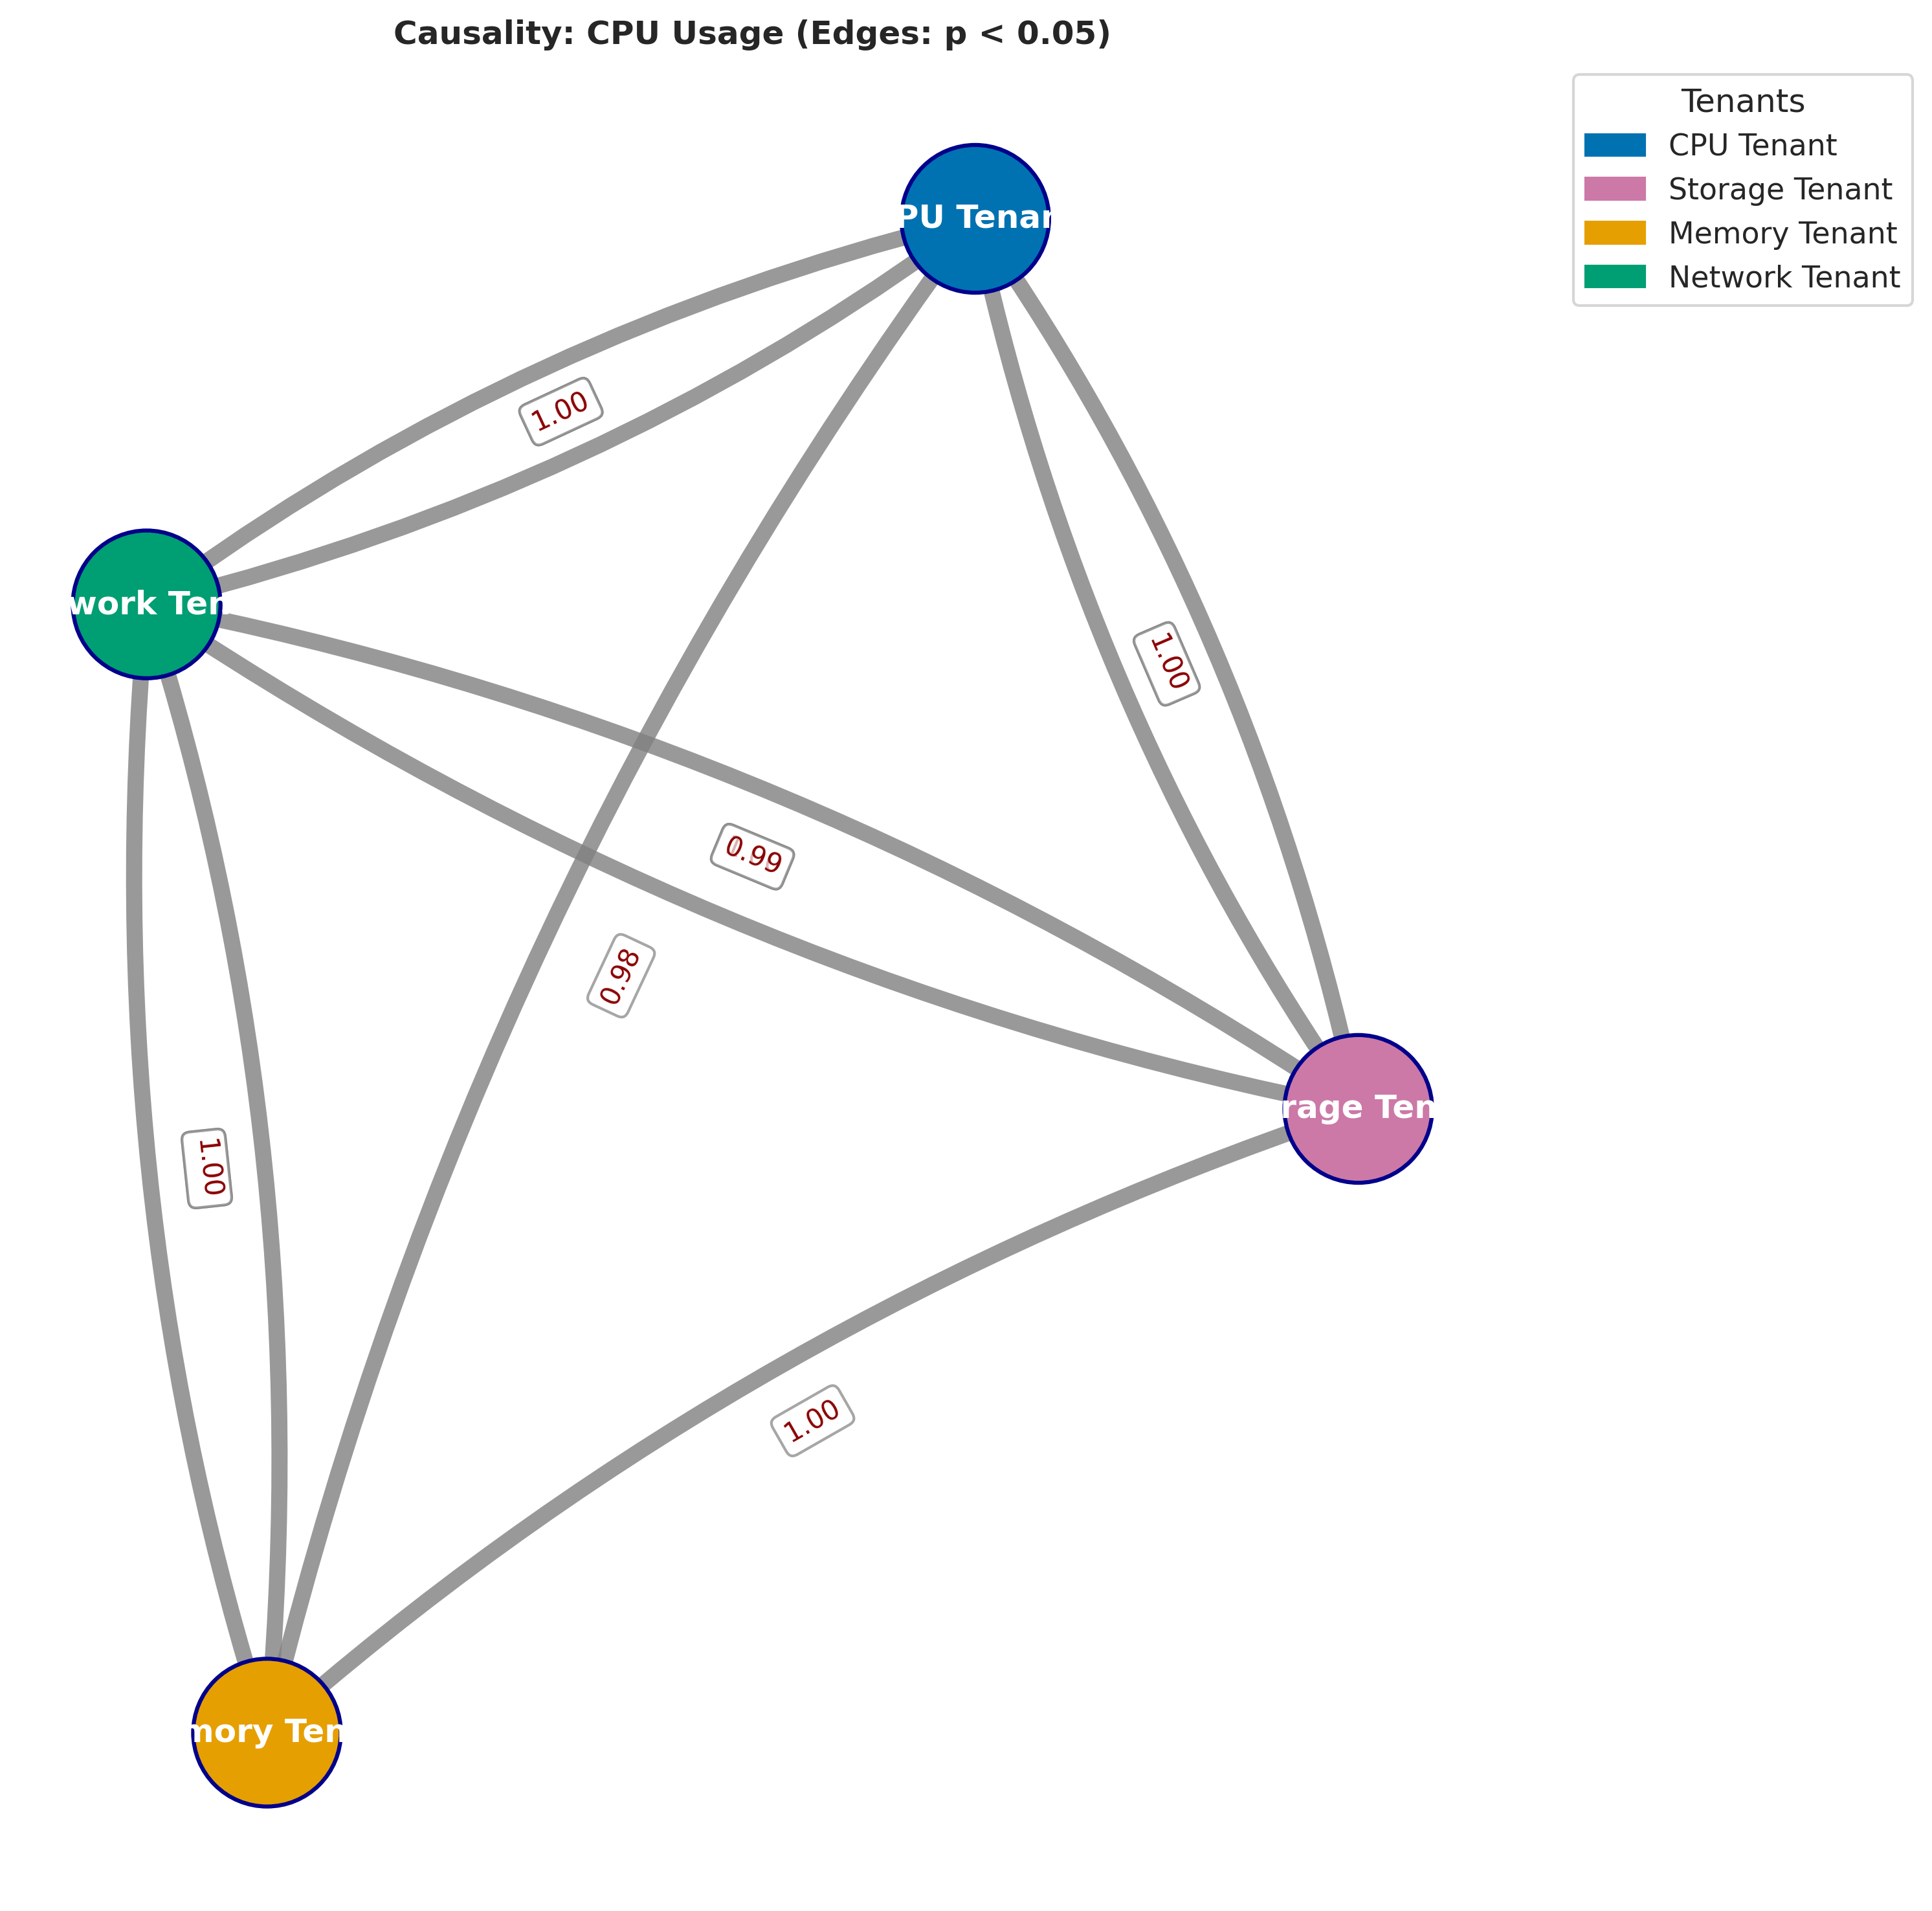 Causality: CPU Usage (Edges: p < 0.05)
Tenants
CPU Tenant
Storage Tenant
Memory Tenant
Network Tenant
PU Tenan
1.00
work Ten
1.00
0.99
0.98
rage Ten
1.00
1.00
mory Ten